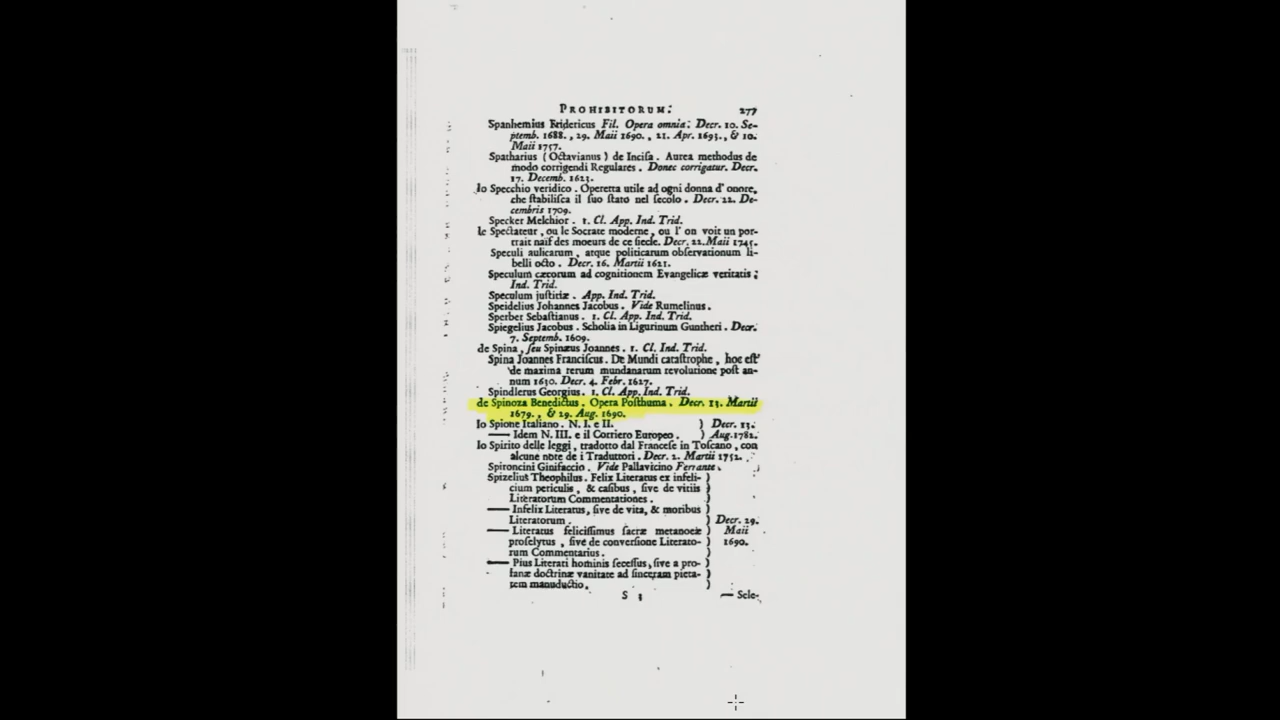 PROHIBITORUM. 277
Spanhemius Fridericus Fil. Opera omnia. Decr. 10. Se-
ptemb. 1688., 29. Maii 1690., 21. Apr. 1693., & 10.
Maii 1757.
Spatharius (Octavianus) de Incisa. Aurea methodus de
modo corrigendi Regulares. Donec corrigatur. Decr.
17. Decemb. 1623.
lo Specchio veridico. Operetta utile ad ogni donna d' onore,
che ſtabiliſca il ſuo ſtato nel ſecolo. Decr. 22. De-
cembris 1709.
Specker Melchior. 1. Cl. App. Ind. Trid.
le Spectateur, ou le Socrate moderne, ou l' on voit un por-
trait naif des moeurs de ce ſiecle. Decr. 22. Maii 1745.
Speculi aulicarum, atque politicarum obſervationum li-
belli octo. Decr. 16. Martii 1621.
Speculum cæcorum ad cognitionem Evangelicæ veritatis;
Ind. Trid.
Speculum juſtitiæ. App. Ind. Trid.
Speidelius Johannes Jacobus. Vide Rumelinus.
Sperber Sebaſtianus. 1. Cl. App. Ind. Trid.
Spiegelius Jacobus. Scholia in Ligurinum Guntheri. Decr.
7. Septemb. 1609.
de Spina, ſeu Spinæus Joannes. 1. Cl. Ind. Trid.
Spina Joannes Franciſcus. De Mundi cataſtrophe, hoc eſt
de maxima rerum mundanarum revolutione poſt an-
num 1630. Decr. 4. Febr. 1627.
Spindlerus Georgius. 1. Cl. App. Ind. Trid.
de Spinoza Benedictus. Opera Poſthuma. Decr. 13. Martii
1679., & 29. Aug. 1690.
lo Spione Italiano. N. I. e II. ) Decr. 13.
— Idem N. III. e il Corriero Europeo. ) Aug. 1782.
lo Spirito delle leggi, tradotto dal Franceſe in Toſcano, con
alcune note de i Traduttori. Decr. 2. Martii 1752.
Spironcini Ginifaccio. Vide Pallavicino Ferrante.
Spizelius Theophilus. Felix Literatus ex infeli- )
cium periculis, & caſibus, ſive de vitiis )
Literatorum Commentationes. )
— Infelix Literatus, ſive de vita, & moribus )
Literatorum. ) Decr. 29.
— Literatus feliciſſimus ſacræ metanoeæ ) Maii
proſelytus, ſive de converſione Literato- ) 1690.
rum Commentarius. )
— Pius Literati hominis ſeceſſus, ſive a pro- )
fanæ doctrinæ vanitate ad ſinceram pieta- )
tem manuductio. )
S 3 — Sele-